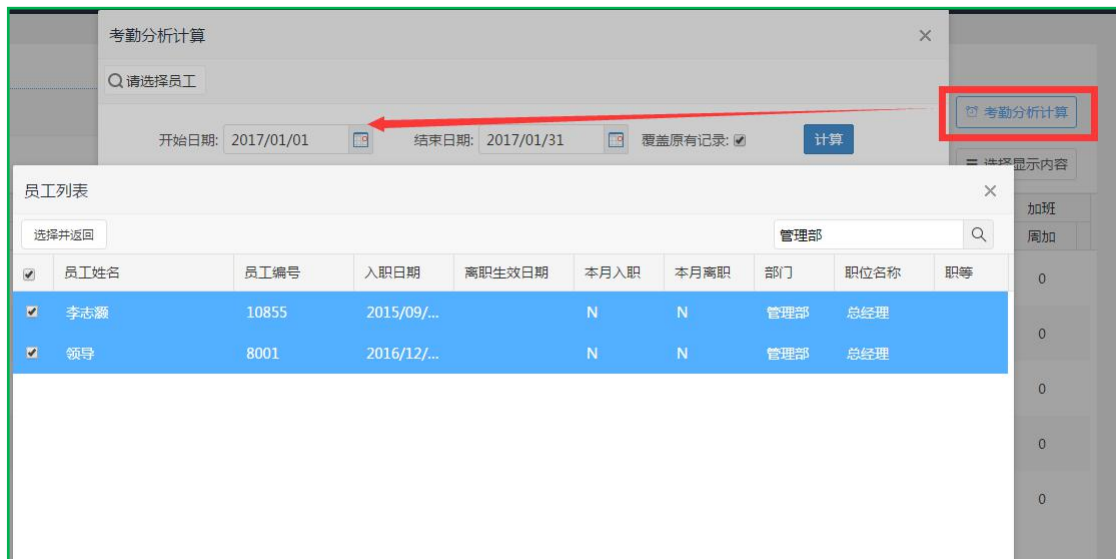 考勤分析计算
请选择员工
考勤分析计算
开始日期: 2017/01/01 结束日期: 2017/01/31 覆盖原有记录: 计算
选择显示内容
员工列表
加班
选择并返回 管理部 周加
员工姓名 员工编号 入职日期 离职生效日期 本月入职 本月离职 部门 职位名称 职等 0
李志灏 10855 2015/09/... N N 管理部 总经理
0
领导 8001 2016/12/... N N 管理部 总经理
0
0
0